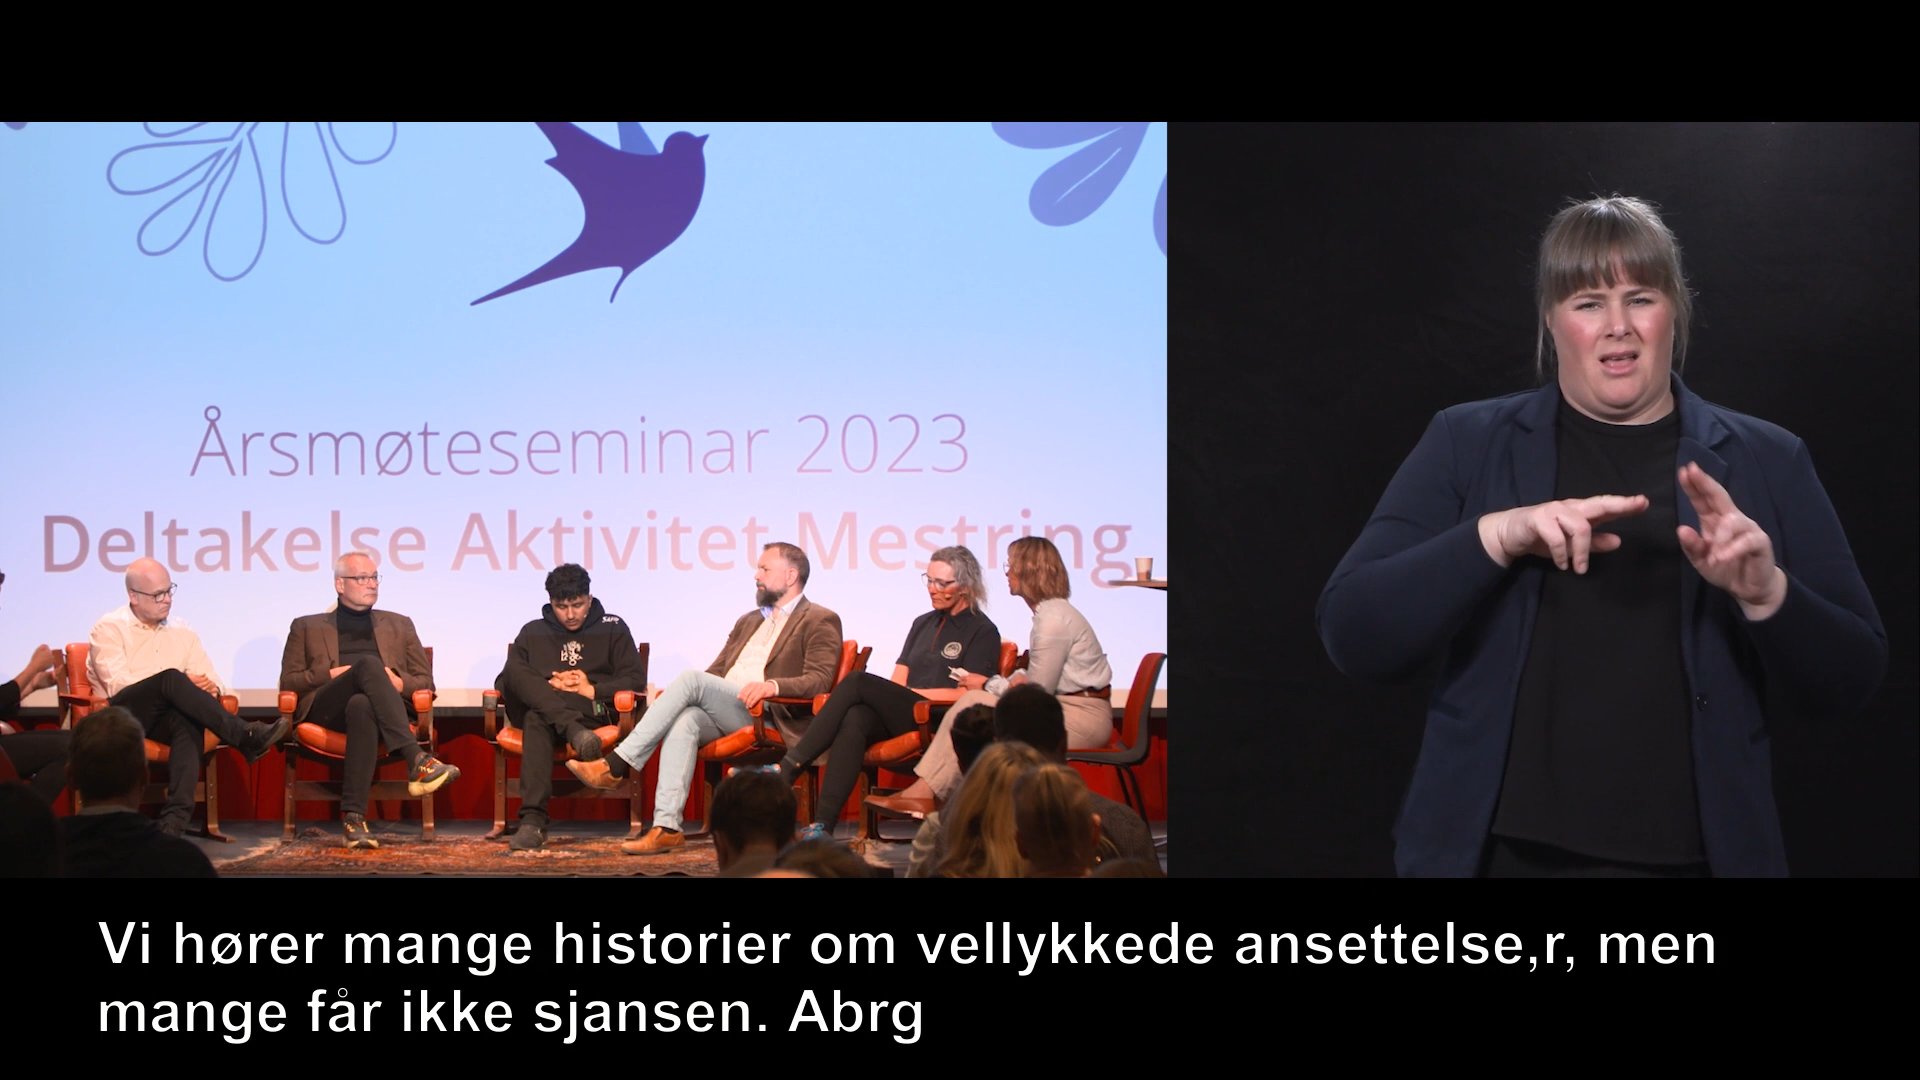 Årsmøteseminar 2023
Deltakelse Aktivitet Mestring
Vi hører mange historier om vellykkede ansettelse,r, men
mange får ikke sjansen. Abrg